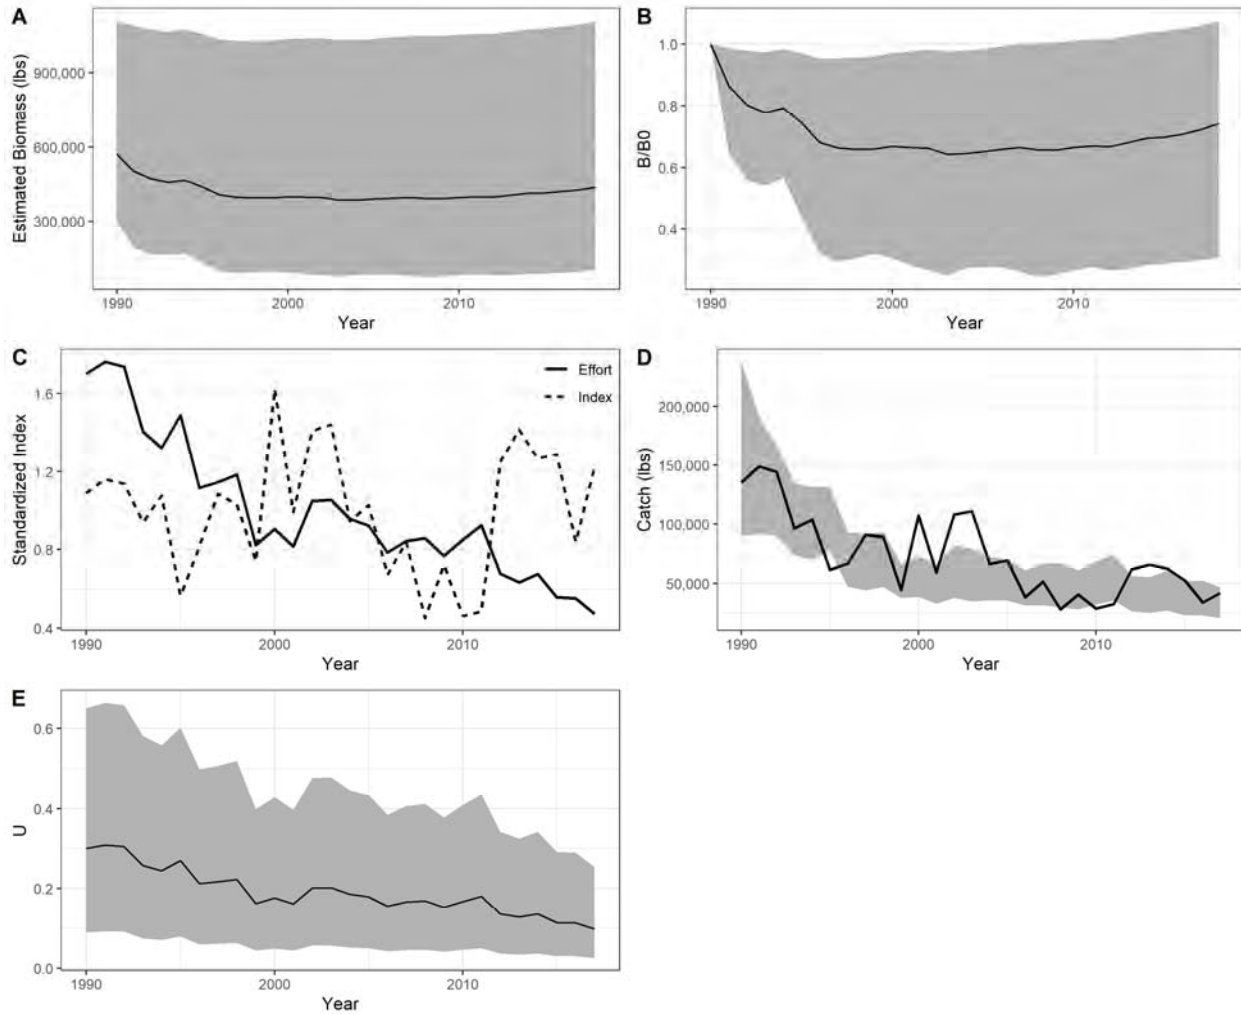 A
Estimated Biomass (lbs)
900,000
600,000
300,000
1990
2000
2010
Year
B
B/B0
1.0
0.8
0.6
0.4
1990
2000
2010
Year
C
Standardized Index
1.6
1.2
0.8
0.4
Effort
Index
1990
2000
2010
Year
D
Catch (lbs)
200,000
150,000
100,000
50,000
1990
2000
2010
Year
E
U
0.6
0.4
0.2
0.0
1990
2000
2010
Year